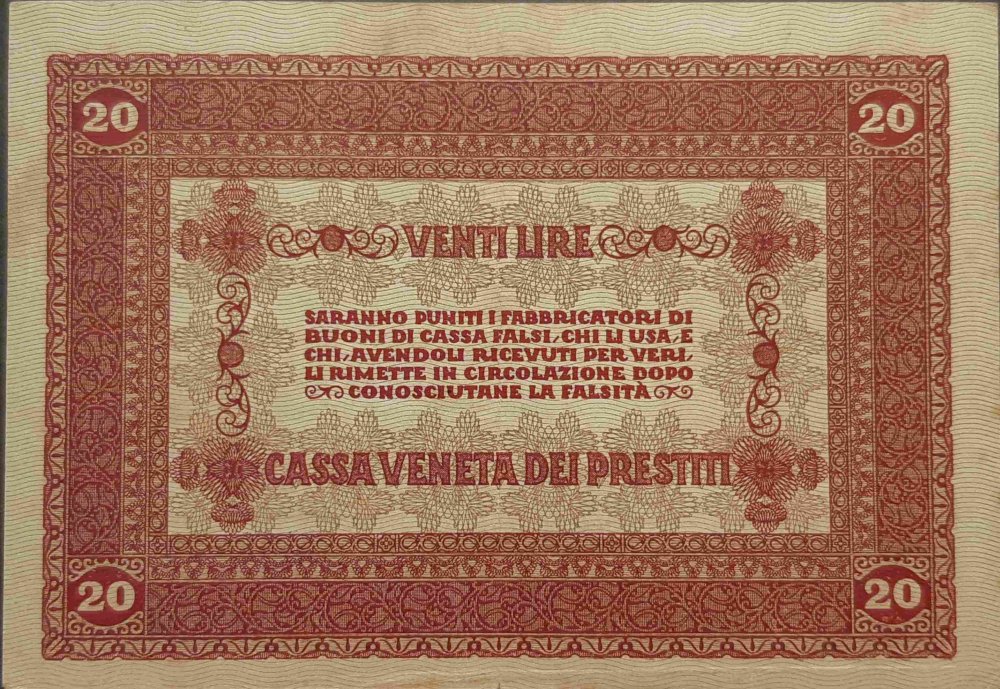 20 20
VENTI LIRE
SARANNO PUNITI I FABBRICATORI DI
BUONI DI CASSA FALSI, CHI LI USA, E
CHI, AVENDOLI RICEVUTI PER VERI,
LI RIMETTE IN CIRCOLAZIONE DOPO
CONOSCIUTANE LA FALSITÀ
CASSA VENETA DEI PRESTITI
20 20